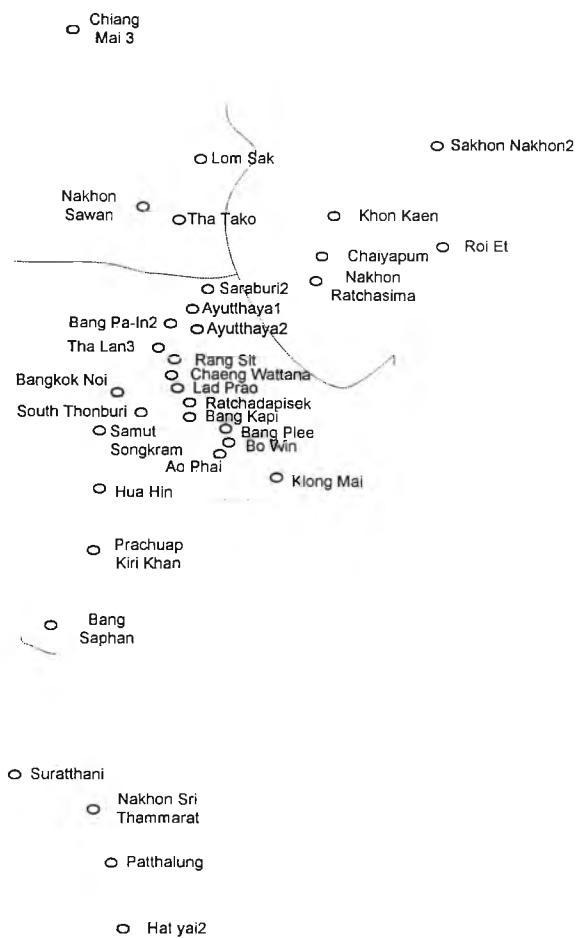 Chiang
Mai 3
Sakhon Nakhon2
Lom Sak
Nakhon
Sawan
Tha Tako
Khon Kaen
Roi Et
Chaiyapum
Nakhon
Ratchasima
Saraburi2
Ayutthaya1
Bang Pa-In2
Ayutthaya2
Tha Lan3
Rang Sit
Chaeng Wattana
Bangkok Noi
Lad Prao
Ratchadapisek
South Thonburi
Bang Kapi
Samut
Songkram
Bang Plee
Bo Win
Ao Phai
Klong Mai
Hua Hin
Prachuap
Kiri Khan
Bang
Saphan
Suratthani
Nakhon Sri
Thammarat
Patthalung
Hat yai2